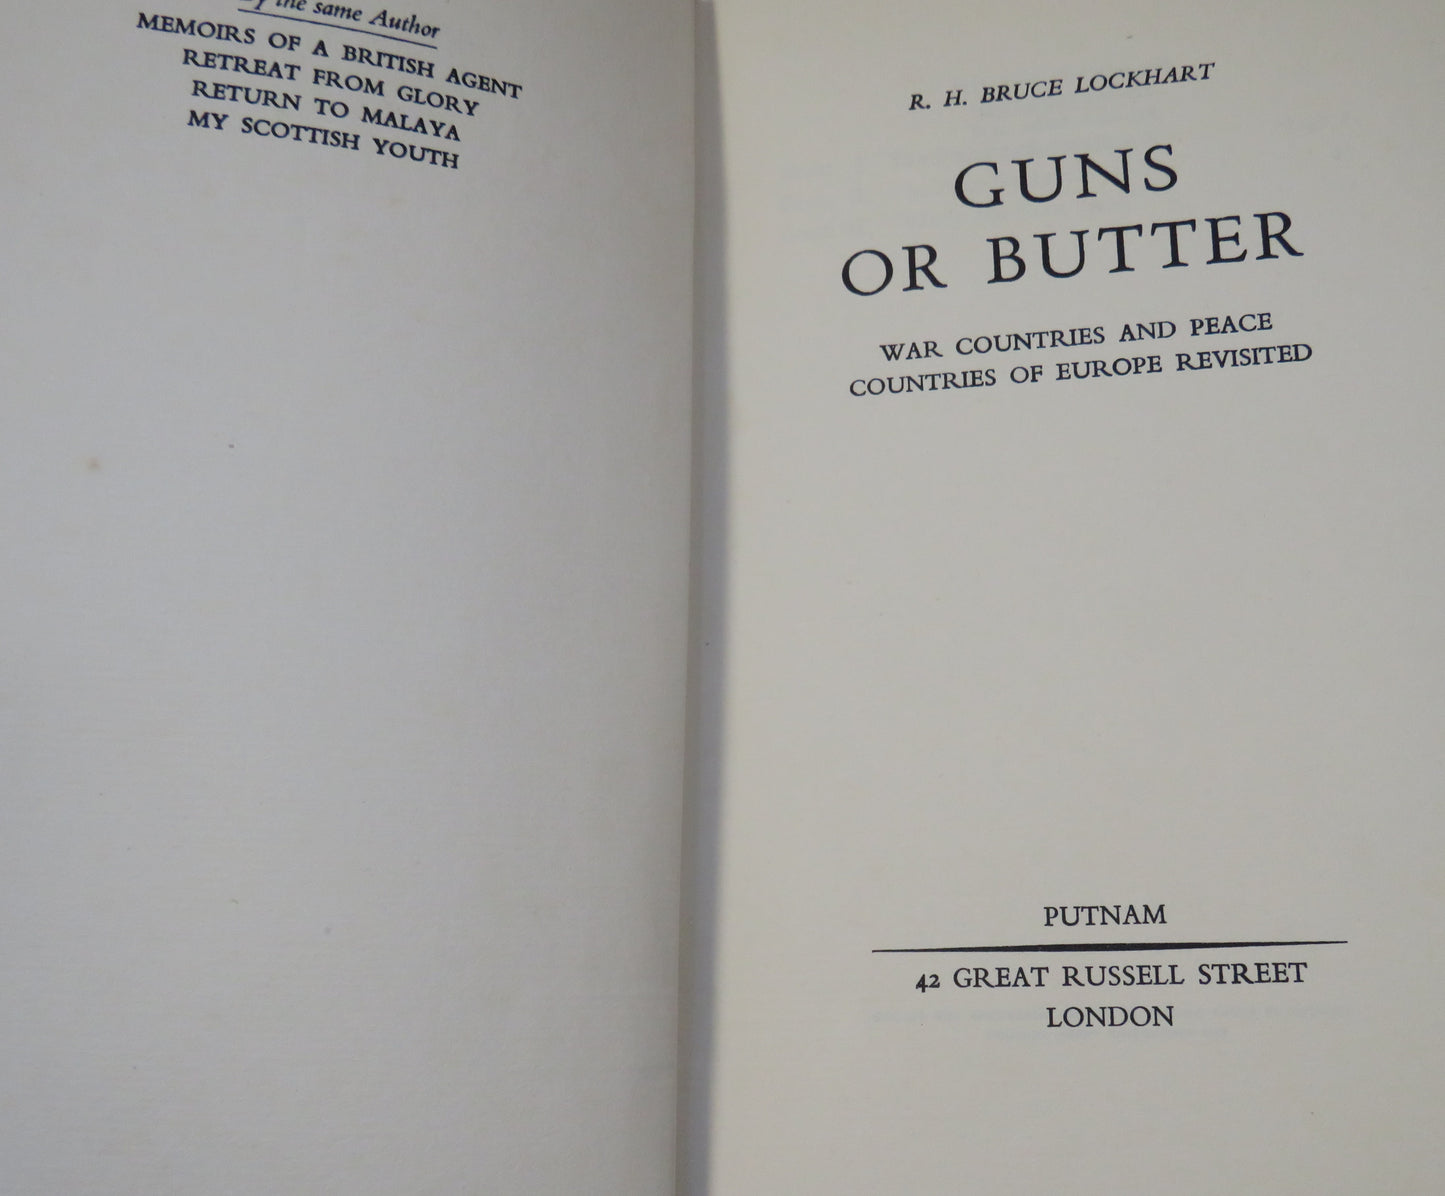 By the same Author
MEMOIRS OF A BRITISH AGENT
RETREAT FROM GLORY
RETURN TO MALAYA
MY SCOTTISH YOUTH
R. H. BRUCE LOCKHART
GUNS
OR BUTTER
WAR COUNTRIES AND PEACE
COUNTRIES OF EUROPE REVISITED
PUTNAM
42 GREAT RUSSELL STREET
LONDON